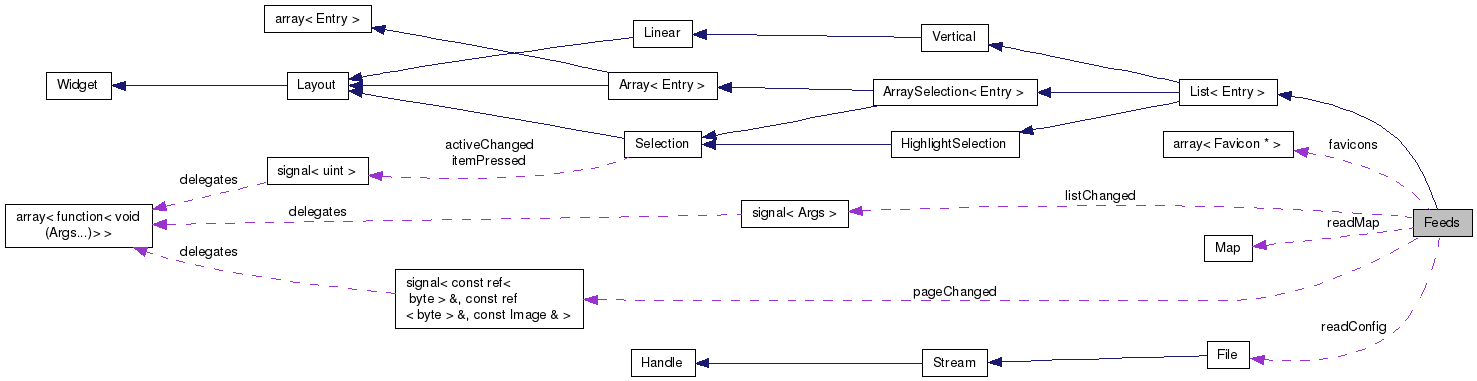 array< Entry >
Linear
Vertical
Widget
Layout
Array< Entry >
ArraySelection< Entry >
List< Entry >
activeChanged
itemPressed
Selection
HighlightSelection
array< Favicon * >
favicons
signal< uint >
delegates
array< function< void
(Args...)> >
delegates
signal< Args >
listChanged
Feeds
readMap
Map
delegates
signal< const ref<
byte > &, const ref
< byte > &, const Image & >
pageChanged
readConfig
Handle
Stream
File